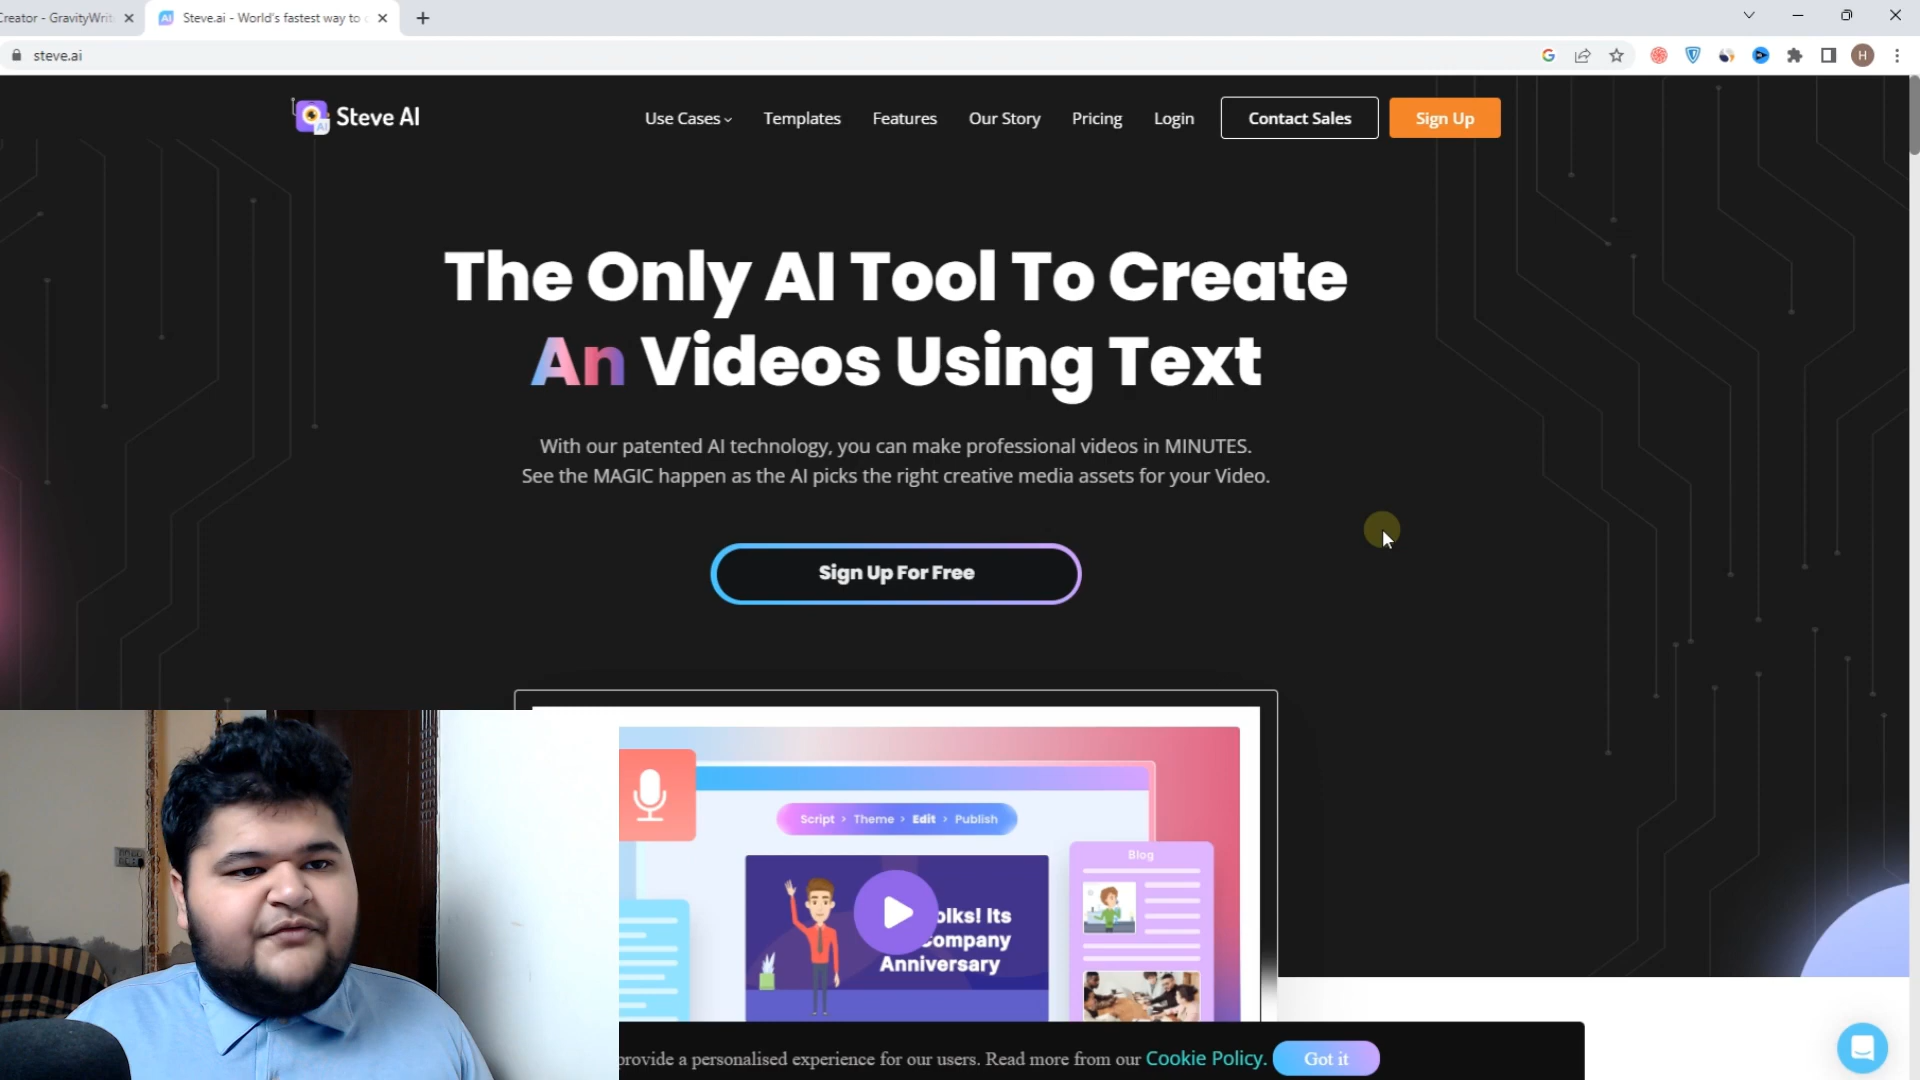 Creator - GravityWrit
Steve.ai - World's fastest way to
steve.ai
H
Steve AI
Use Cases
Templates
Features
Our Story
Pricing
Login
Contact Sales
Sign Up
The Only AI Tool To Create
An Videos Using Text
With our patented AI technology, you can make professional videos in MINUTES.
See the MAGIC happen as the AI picks the right creative media assets for your Video.
Sign Up For Free
Script > Theme > Edit > Publish
Blog
olks! Its
ompany
Anniversary
provide a personalised experience for our users. Read more from our Cookie Policy.
Got it